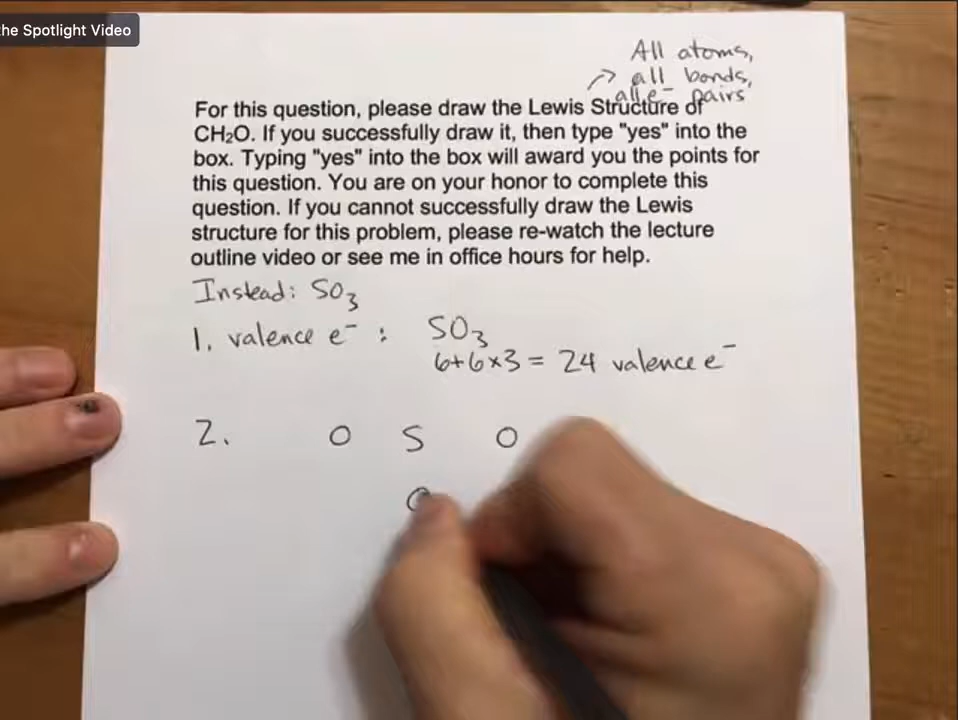 the Spotlight Video
All atoms,
→ all bonds,
all e⁻ pairs
For this question, please draw the Lewis Structure of
CH₂O. If you successfully draw it, then type "yes" into the
box. Typing "yes" into the box will award you the points for
this question. You are on your honor to complete this
question. If you cannot successfully draw the Lewis
structure for this problem, please re-watch the lecture
outline video or see me in office hours for help.
Instead: SO₃
1. valence e⁻ : SO₃
6+6×3 = 24 valence e⁻
2. O S O
O